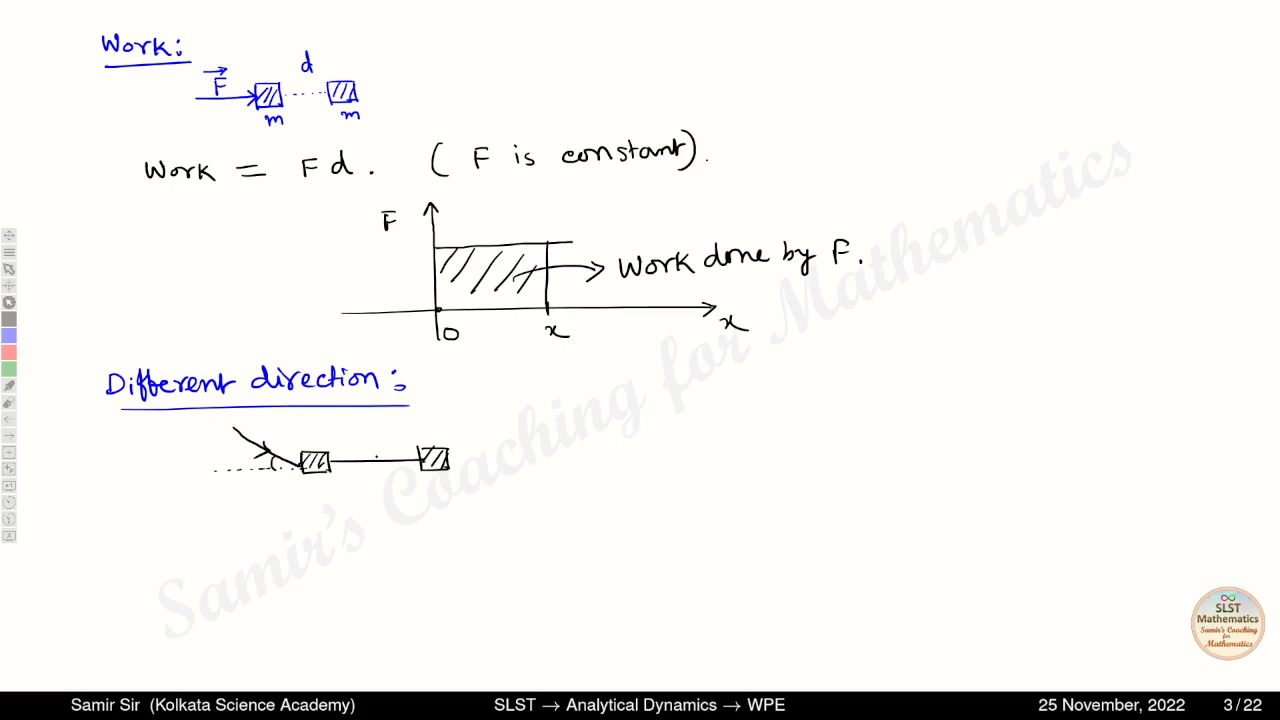 Work:
F d
m m
Work = Fd. (F is constant).
F
Work done by F.
0 x x
Different direction:
Samir's Coaching for Mathematics
SLST
Mathematics
Samir's Coaching
for
Mathematics
Samir Sir (Kolkata Science Academy) SLST → Analytical Dynamics → WPE 25 November, 2022 3 / 22